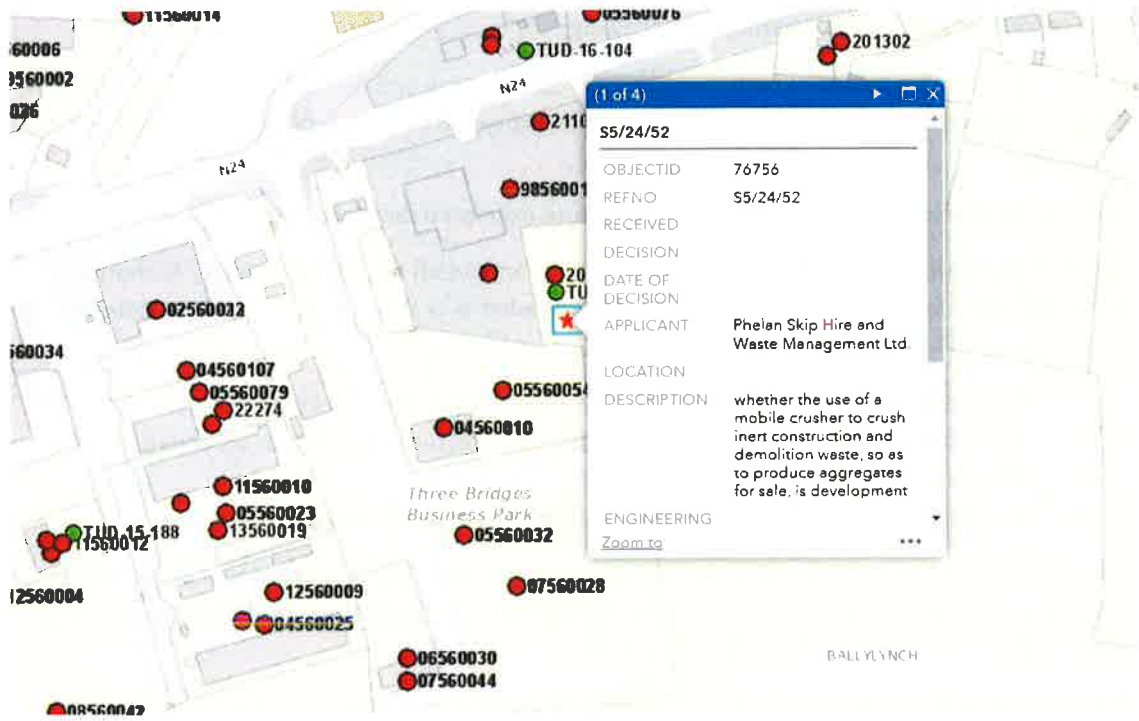 11560014
05560076
60006
TUD-16-104
201302
9560002
N24
2110
N24
9856001
20
TU
02560032
60034
04560107
05560079
22274
05560054
04560010
11560010
Three Bridges
Business Park
05560023
TUD-15-188
13560019
05560032
11560012
12560004
12560009
07560028
04560025
BALLYLYNCH
06560030
07560044
08560042
(1 of 4)
S5/24/52
OBJECTID 76756
REFNO S5/24/52
RECEIVED
DECISION
DATE OF
DECISION
APPLICANT Phelan Skip Hire and
Waste Management Ltd.
LOCATION
DESCRIPTION whether the use of a
mobile crusher to crush
inert construction and
demolition waste, so as
to produce aggregates
for sale, is development
ENGINEERING
Zoom to